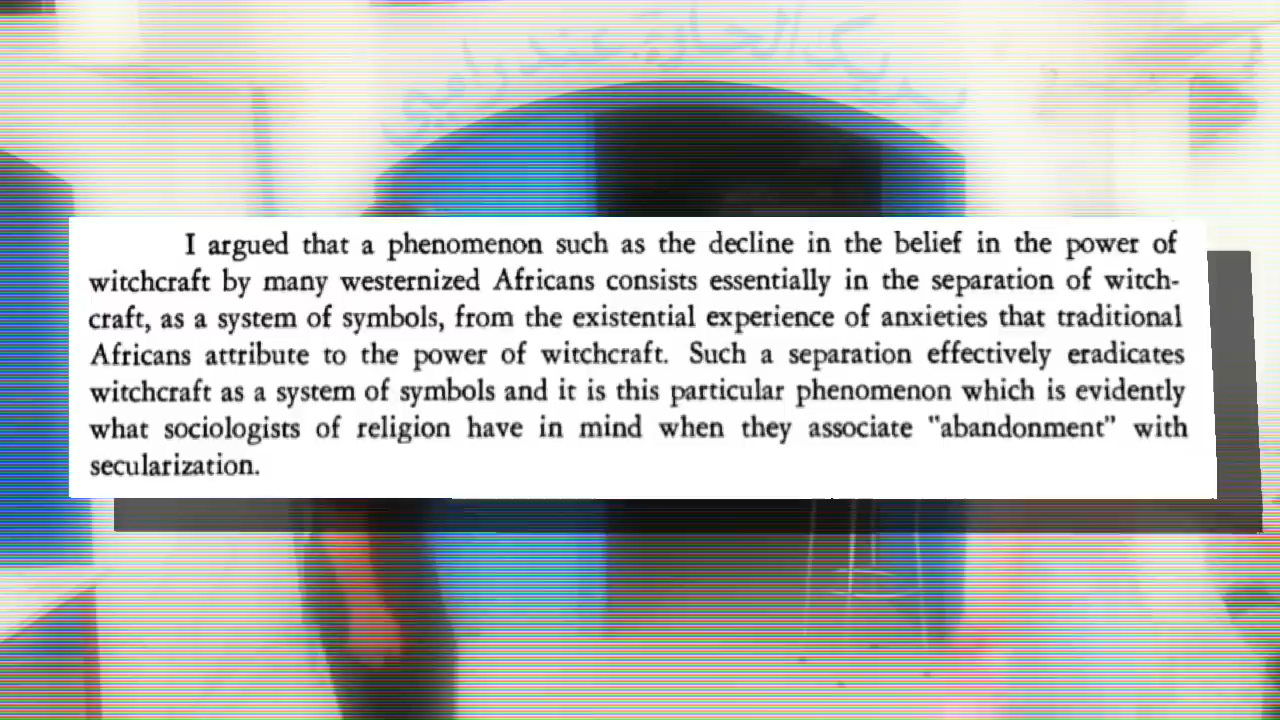 I argued that a phenomenon such as the decline in the belief in the power of
witchcraft by many westernized Africans consists essentially in the separation of witch-
craft, as a system of symbols, from the existential experience of anxieties that traditional
Africans attribute to the power of witchcraft. Such a separation effectively eradicates
witchcraft as a system of symbols and it is this particular phenomenon which is evidently
what sociologists of religion have in mind when they associate "abandonment" with
secularization.